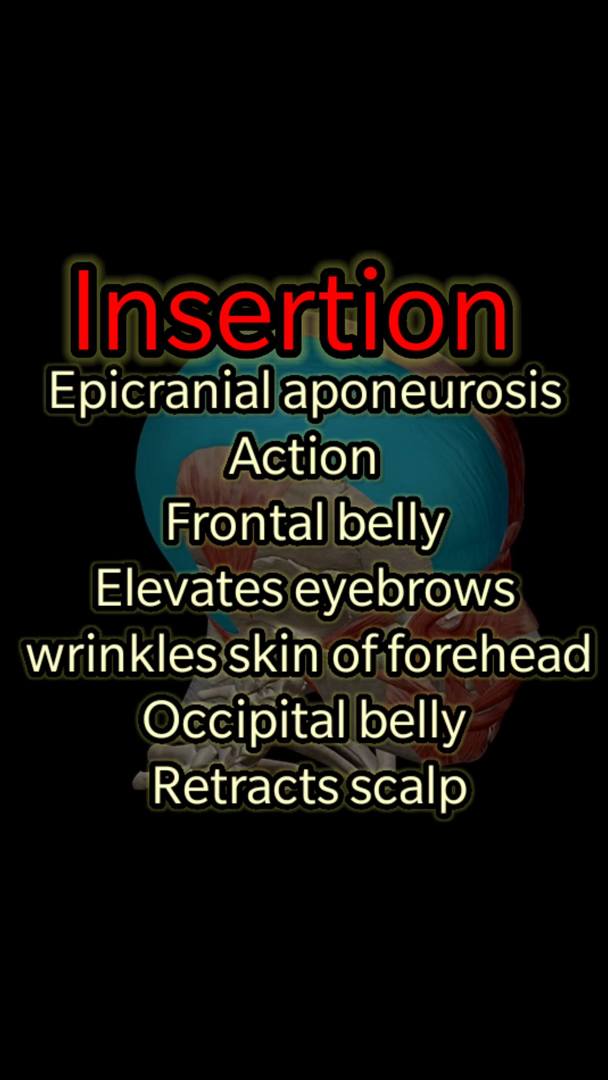 Insertion
Epicranial aponeurosis
Action
Frontal belly
Elevates eyebrows
wrinkles skin of forehead
Occipital belly
Retracts scalp